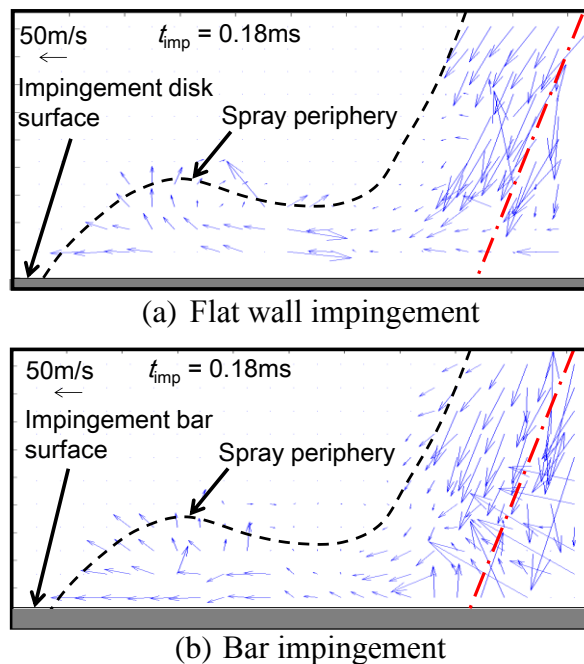 50m/s
t_imp = 0.18ms
Impingement disk
surface
Spray periphery
(a) Flat wall impingement
50m/s
t_imp = 0.18ms
Impingement bar
surface
Spray periphery
(b) Bar impingement